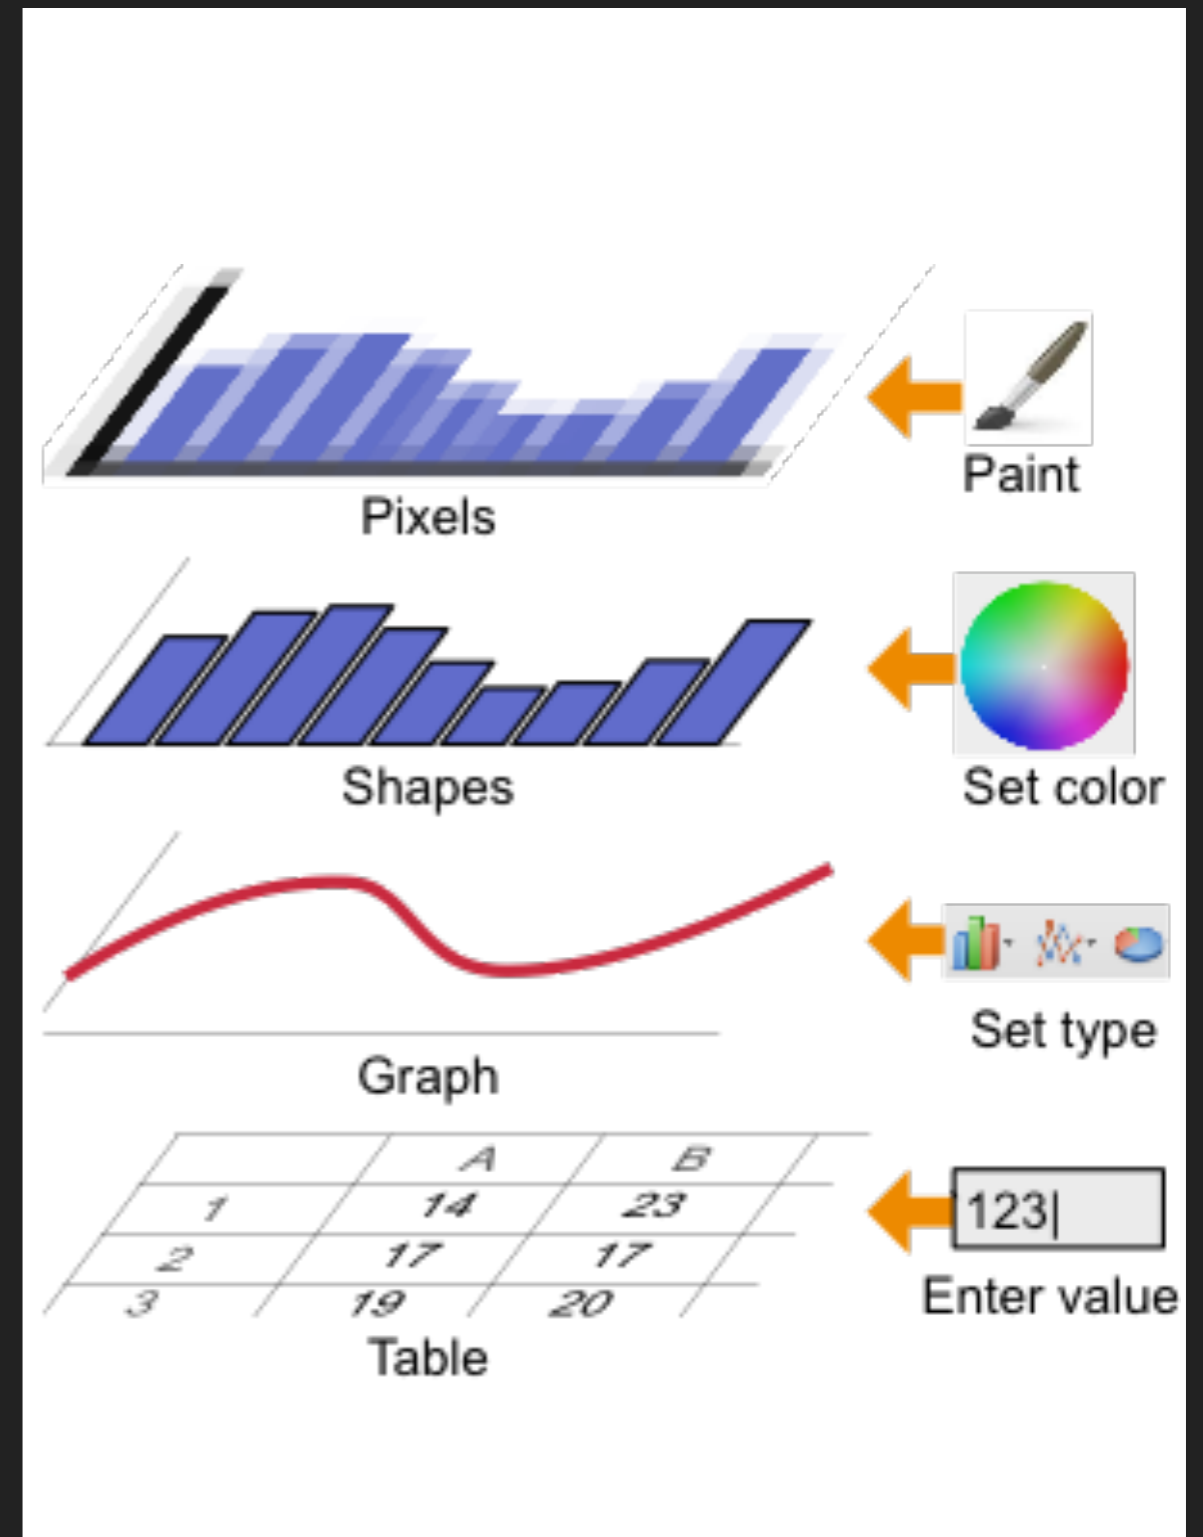 Paint
Pixels
Set color
Shapes
Set type
Graph
A B
1 14 23
2 17 17
3 19 20
123|
Enter value
Table